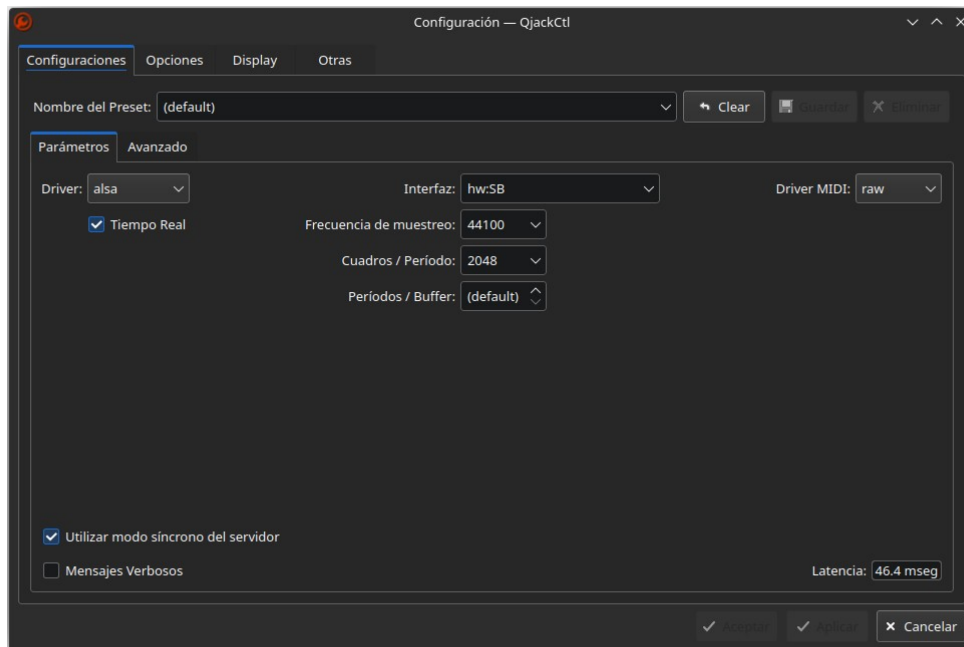 Configuración — QjackCtl
Configuraciones Opciones Display Otras
Nombre del Preset: (default) Clear Guardar Eliminar
Parámetros Avanzado
Driver: alsa Interfaz: hw:SB Driver MIDI: raw
Tiempo Real Frecuencia de muestreo: 44100
Cuadros / Período: 2048
Períodos / Buffer: (default)
Utilizar modo síncrono del servidor
Mensajes Verbosos Latencia: 46.4 mseg
Aceptar Aplicar Cancelar